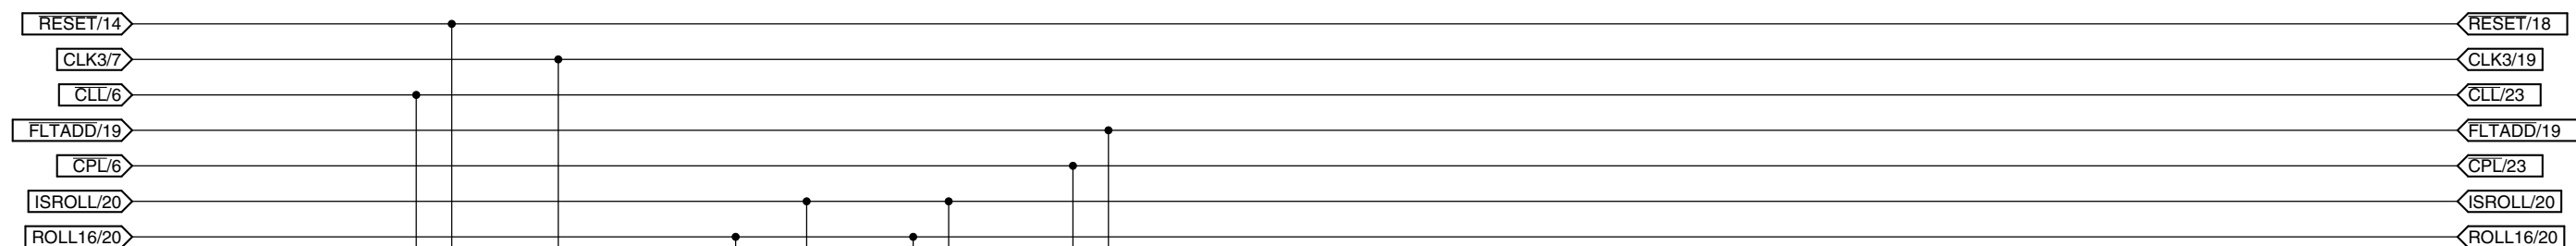 RESET/14 RESET/18
CLK3/7 CLK3/19
CLL/6 CLL/23
FLTADD/19 FLTADD/19
CPL/6 CPL/23
ISROLL/20 ISROLL/20
ROLL16/20 ROLL16/20